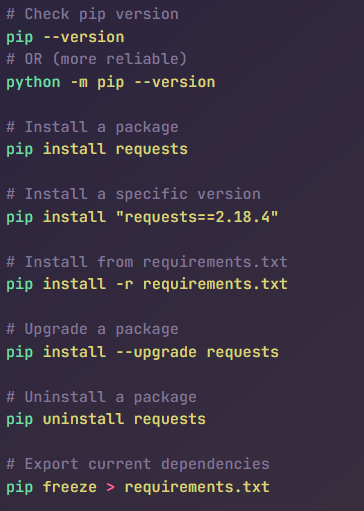 # Check pip version
pip --version
# OR (more reliable)
python -m pip --version
# Install a package
pip install requests
# Install a specific version
pip install "requests==2.18.4"
# Install from requirements.txt
pip install -r requirements.txt
# Upgrade a package
pip install --upgrade requests
# Uninstall a package
pip uninstall requests
# Export current dependencies
pip freeze > requirements.txt